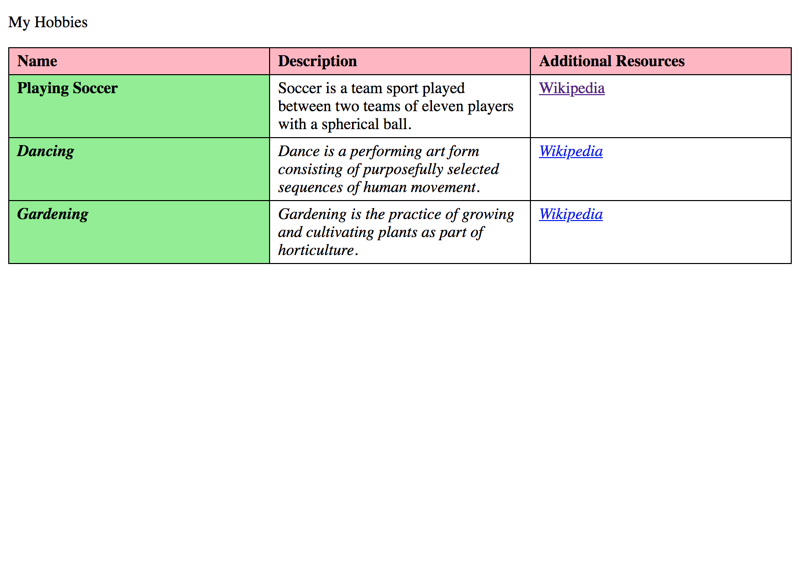 My Hobbies
Name Description Additional Resources
Playing Soccer Soccer is a team sport played Wikipedia
between two teams of eleven players
with a spherical ball.
Dancing Dance is a performing art form Wikipedia
consisting of purposefully selected
sequences of human movement.
Gardening Gardening is the practice of growing Wikipedia
and cultivating plants as part of
horticulture.